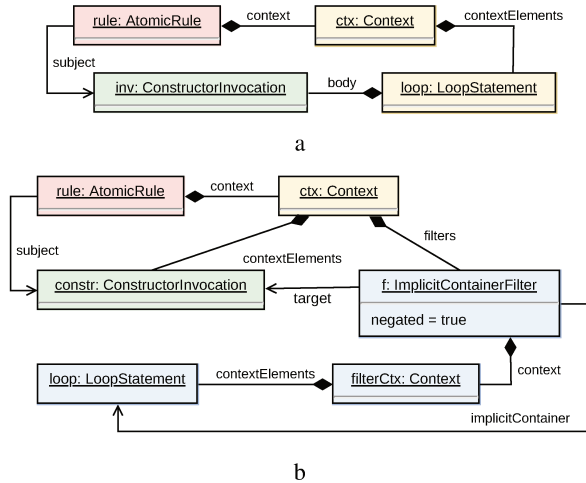 rule: AtomicRule
context
ctx: Context
contextElements
subject
inv: ConstructorInvocation
body
loop: LoopStatement
a
rule: AtomicRule
context
ctx: Context
subject
contextElements
filters
constr: ConstructorInvocation
target
f: ImplicitContainerFilter
negated = true
loop: LoopStatement
contextElements
filterCtx: Context
context
implicitContainer
b